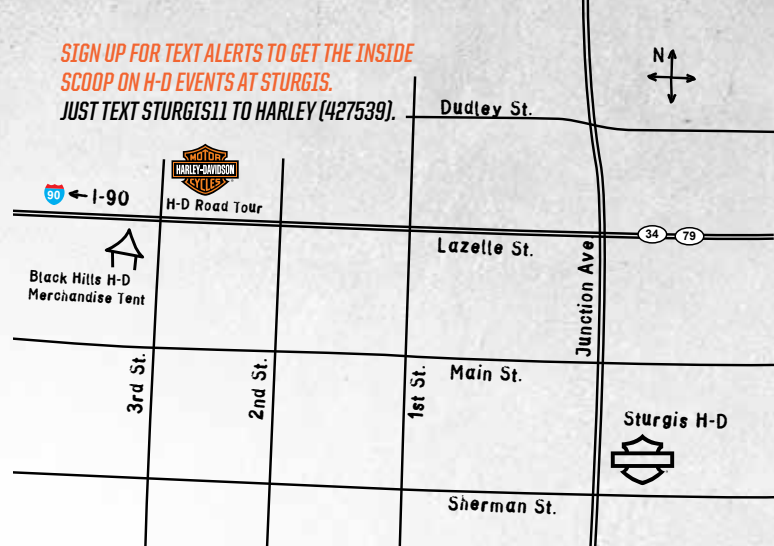 SIGN UP FOR TEXT ALERTS TO GET THE INSIDE
SCOOP ON H-D EVENTS AT STURGIS.
JUST TEXT STURGIS11 TO HARLEY (427539).
N
Dudley St.
MOTOR
HARLEY-DAVIDSON
CYCLES
90
I-90
H-D Road Tour
34
79
Lazelle St.
Junction Ave.
Black Hills H-D
Merchandise Tent
3rd St.
2nd St.
1st St.
Main St.
Sturgis H-D
Sherman St.